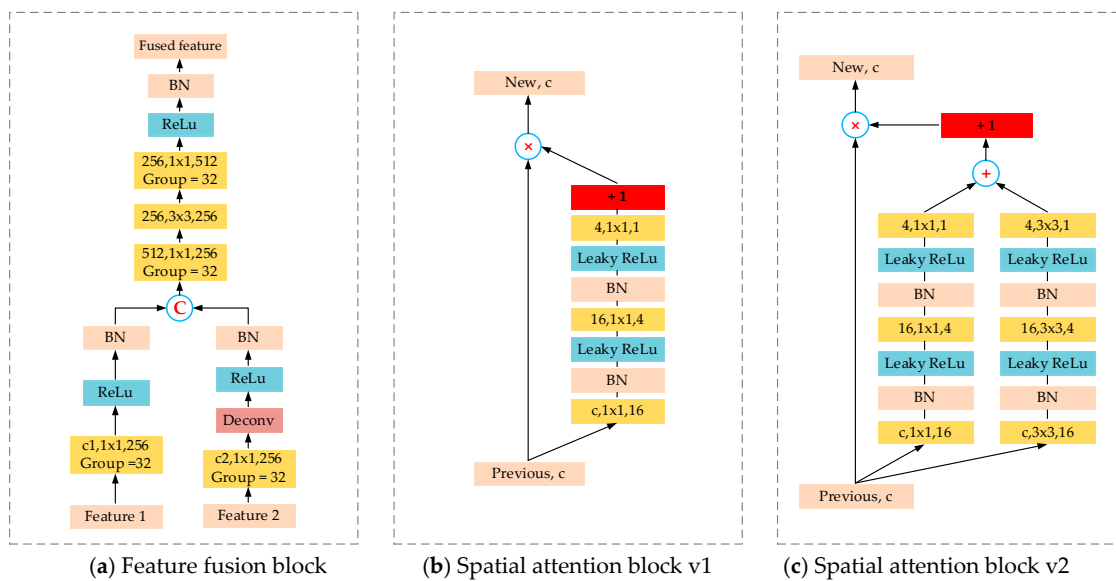 Fused feature
BN
ReLu
256,1x1,512
Group = 32
256,3x3,256
512,1x1,256
Group = 32
C
BN
BN
ReLu
ReLu
Deconv
c1,1x1,256
Group =32
c2,1x1,256
Group = 32
Feature 1
Feature 2
(a) Feature fusion block
New, c
×
+ 1
4,1x1,1
Leaky ReLu
BN
16,1x1,4
Leaky ReLu
BN
c,1x1,16
Previous, c
(b) Spatial attention block v1
New, c
×
+ 1
+
4,1x1,1
4,3x3,1
Leaky ReLu
Leaky ReLu
BN
BN
16,1x1,4
16,3x3,4
Leaky ReLu
Leaky ReLu
BN
BN
c,1x1,16
c,3x3,16
Previous, c
(c) Spatial attention block v2